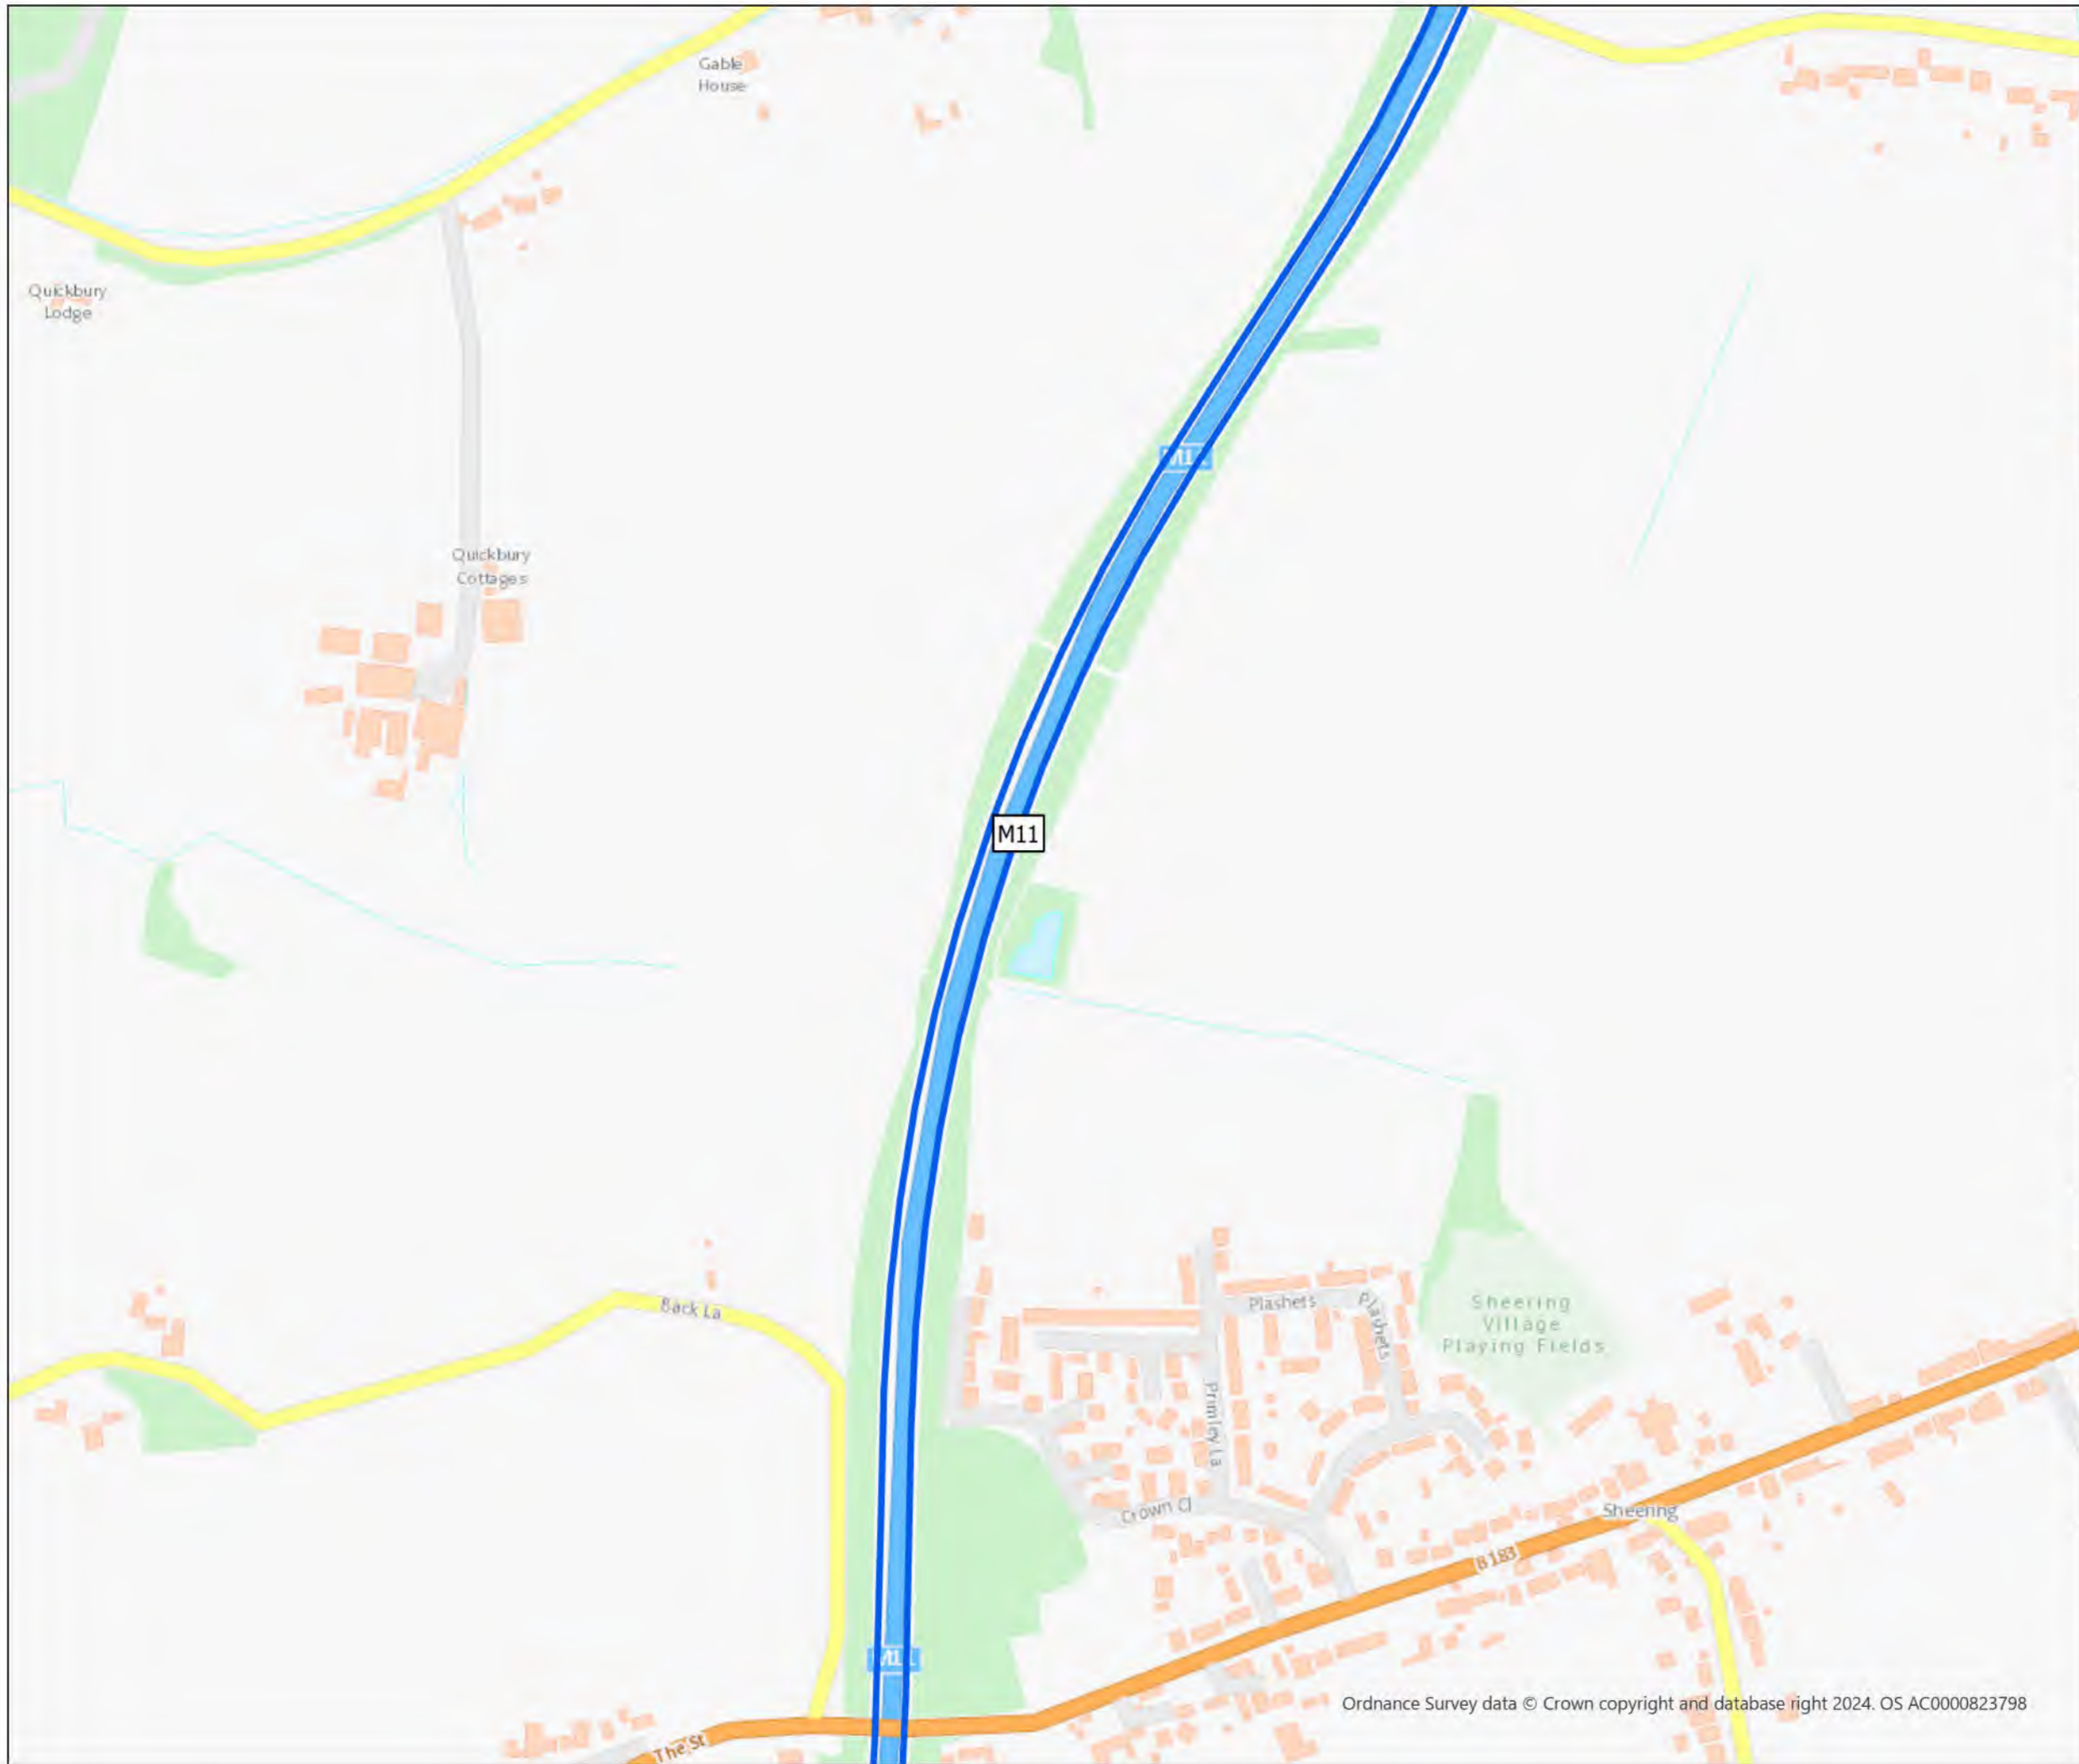 Gable
House
Quickbury
Lodge
M11
Quickbury
Cottages
M11
Back La
Plashets
Plashets
Sheering
Village
Playing Fields
Primley La
Crown Cl
Sheering
B 183
M11
Ordnance Survey data © Crown copyright and database right 2024. OS AC0000823798
The St